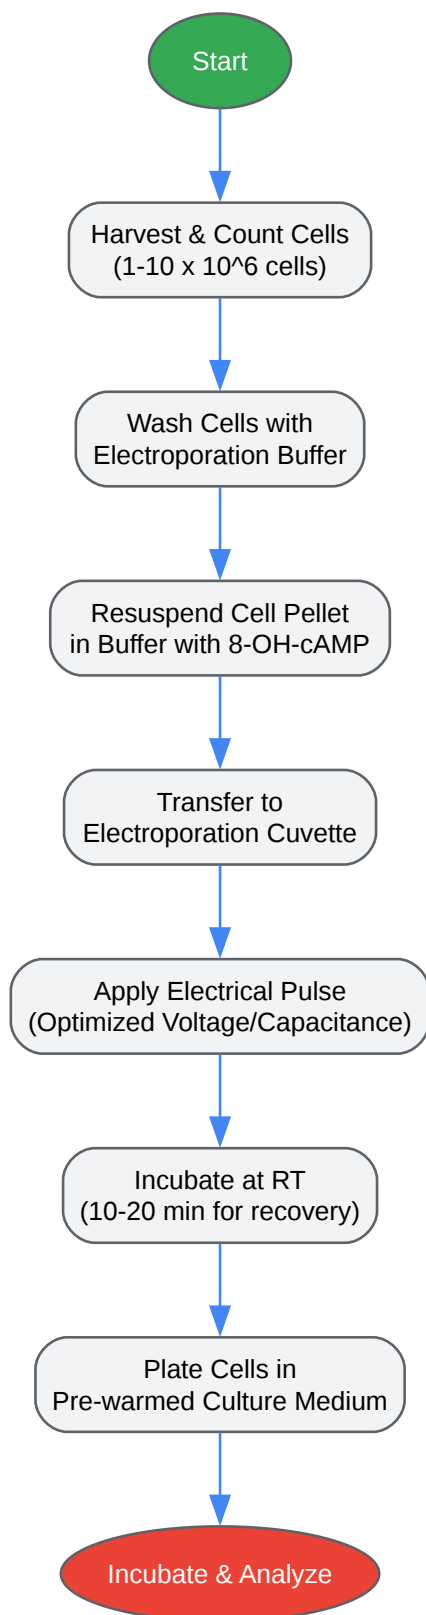 Start
Harvest & Count Cells
(1-10 x 10^6 cells)
Wash Cells with
Electroporation Buffer
Resuspend Cell Pellet
in Buffer with 8-OH-cAMP
Transfer to
Electroporation Cuvette
Apply Electrical Pulse
(Optimized Voltage/Capacitance)
Incubate at RT
(10-20 min for recovery)
Plate Cells in
Pre-warmed Culture Medium
Incubate & Analyze